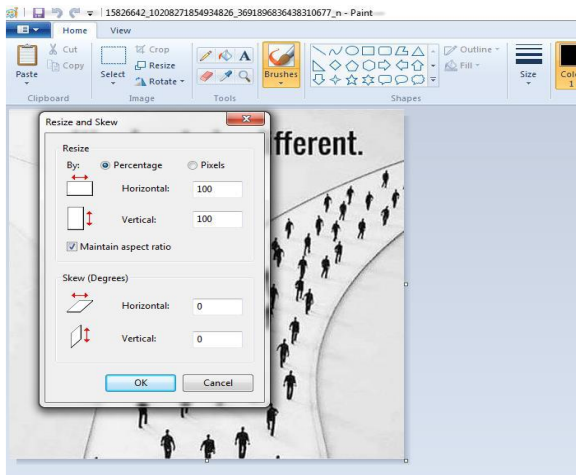 15826642_10208271854934826_3691896836438310677_n - Paint
Home View
Cut
Copy
Paste
Clipboard
Crop
Resize
Rotate
Select
Image
A
Tools
Brushes
Outline
Fill
Shapes
Size
Colo
1
fferent.
Resize and Skew
Resize
By: Percentage Pixels
Horizontal: 100
Vertical: 100
Maintain aspect ratio
Skew (Degrees)
Horizontal: 0
Vertical: 0
OK Cancel